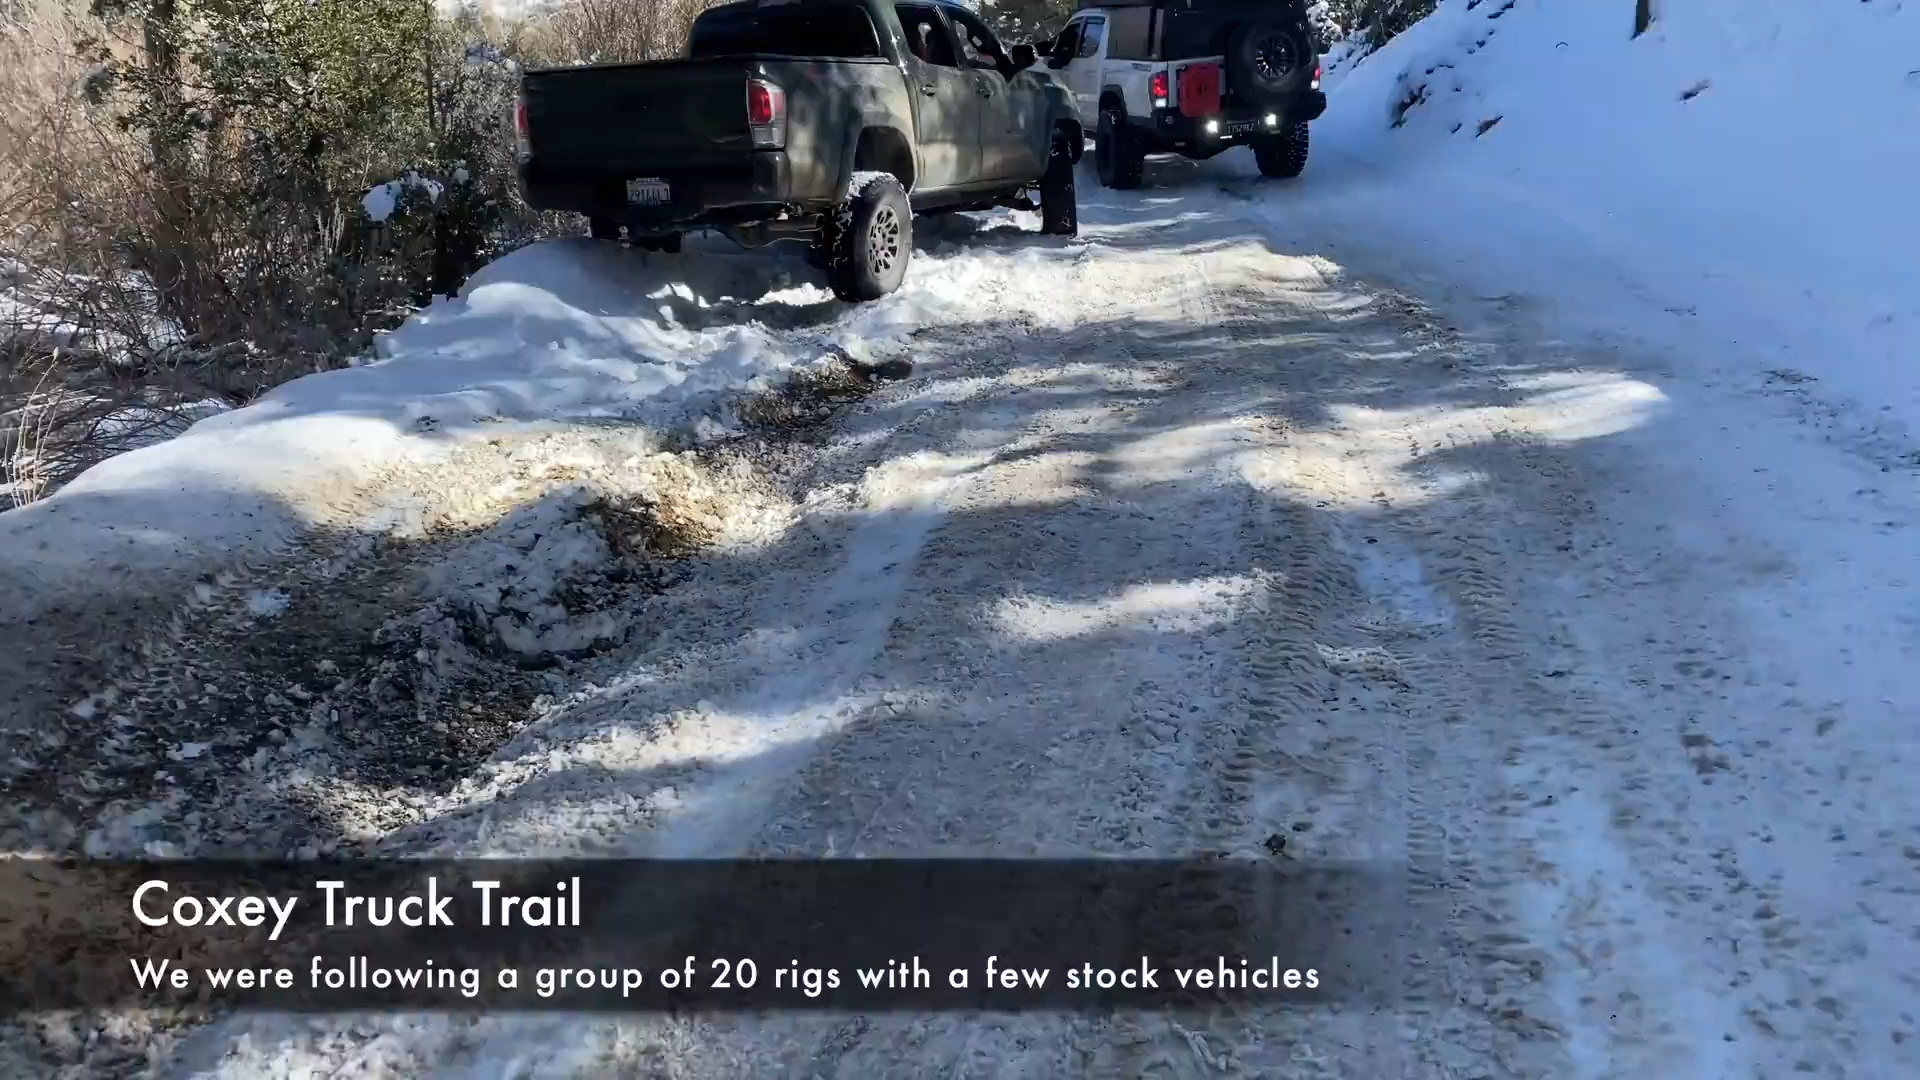 Coxey Truck Trail
We were following a group of 20 rigs with a few stock vehicles